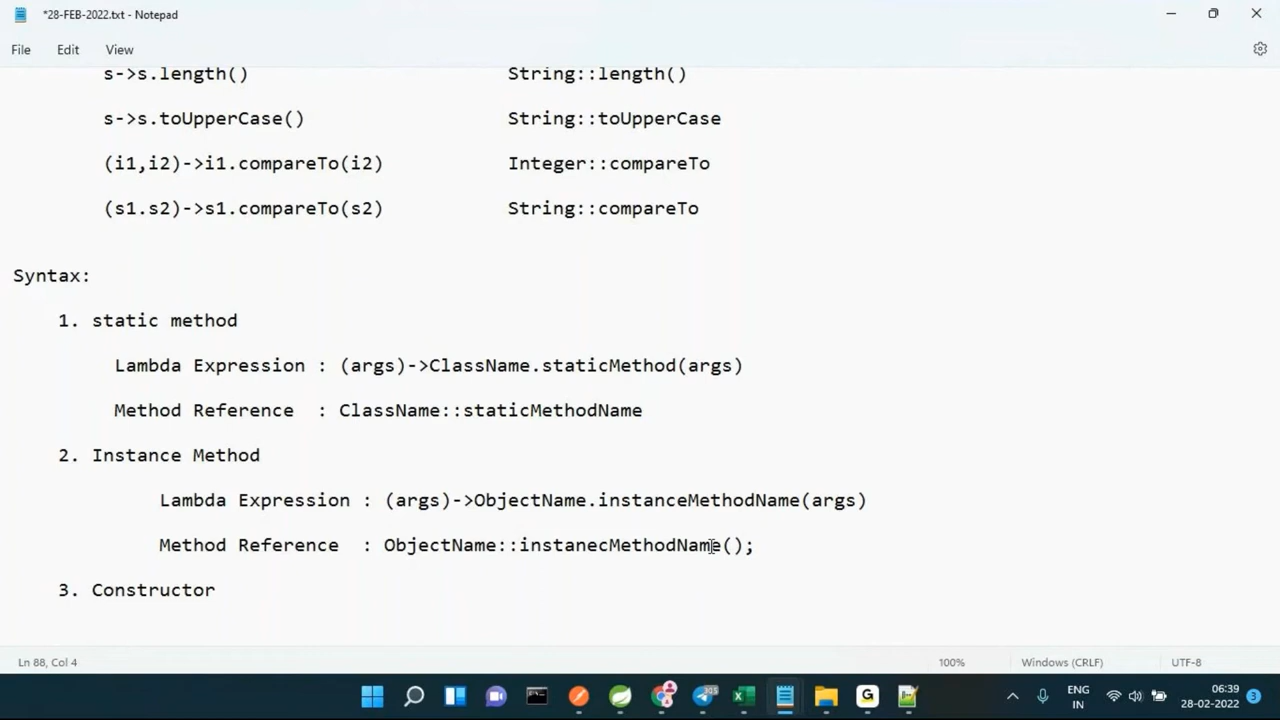 *28-FEB-2022.txt - Notepad
File Edit View
s->s.length() String::length()
s->s.toUpperCase() String::toUpperCase
(i1,i2)->i1.compareTo(i2) Integer::compareTo
(s1.s2)->s1.compareTo(s2) String::compareTo
Syntax:
1. static method
Lambda Expression : (args)->ClassName.staticMethod(args)
Method Reference : ClassName::staticMethodName
2. Instance Method
Lambda Expression : (args)->ObjectName.instanceMethodName(args)
Method Reference : ObjectName::instanecMethodName();
3. Constructor
Ln 88, Col 4 100% Windows (CRLF) UTF-8
ENG 06:39
IN 28-02-2022 3